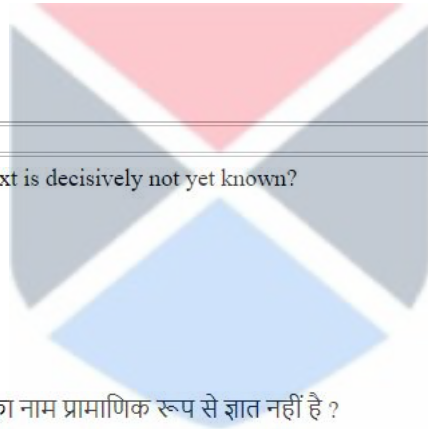 xt is decisively not yet known?
का नाम प्रामाणिक रूप से ज्ञात नहीं है ?